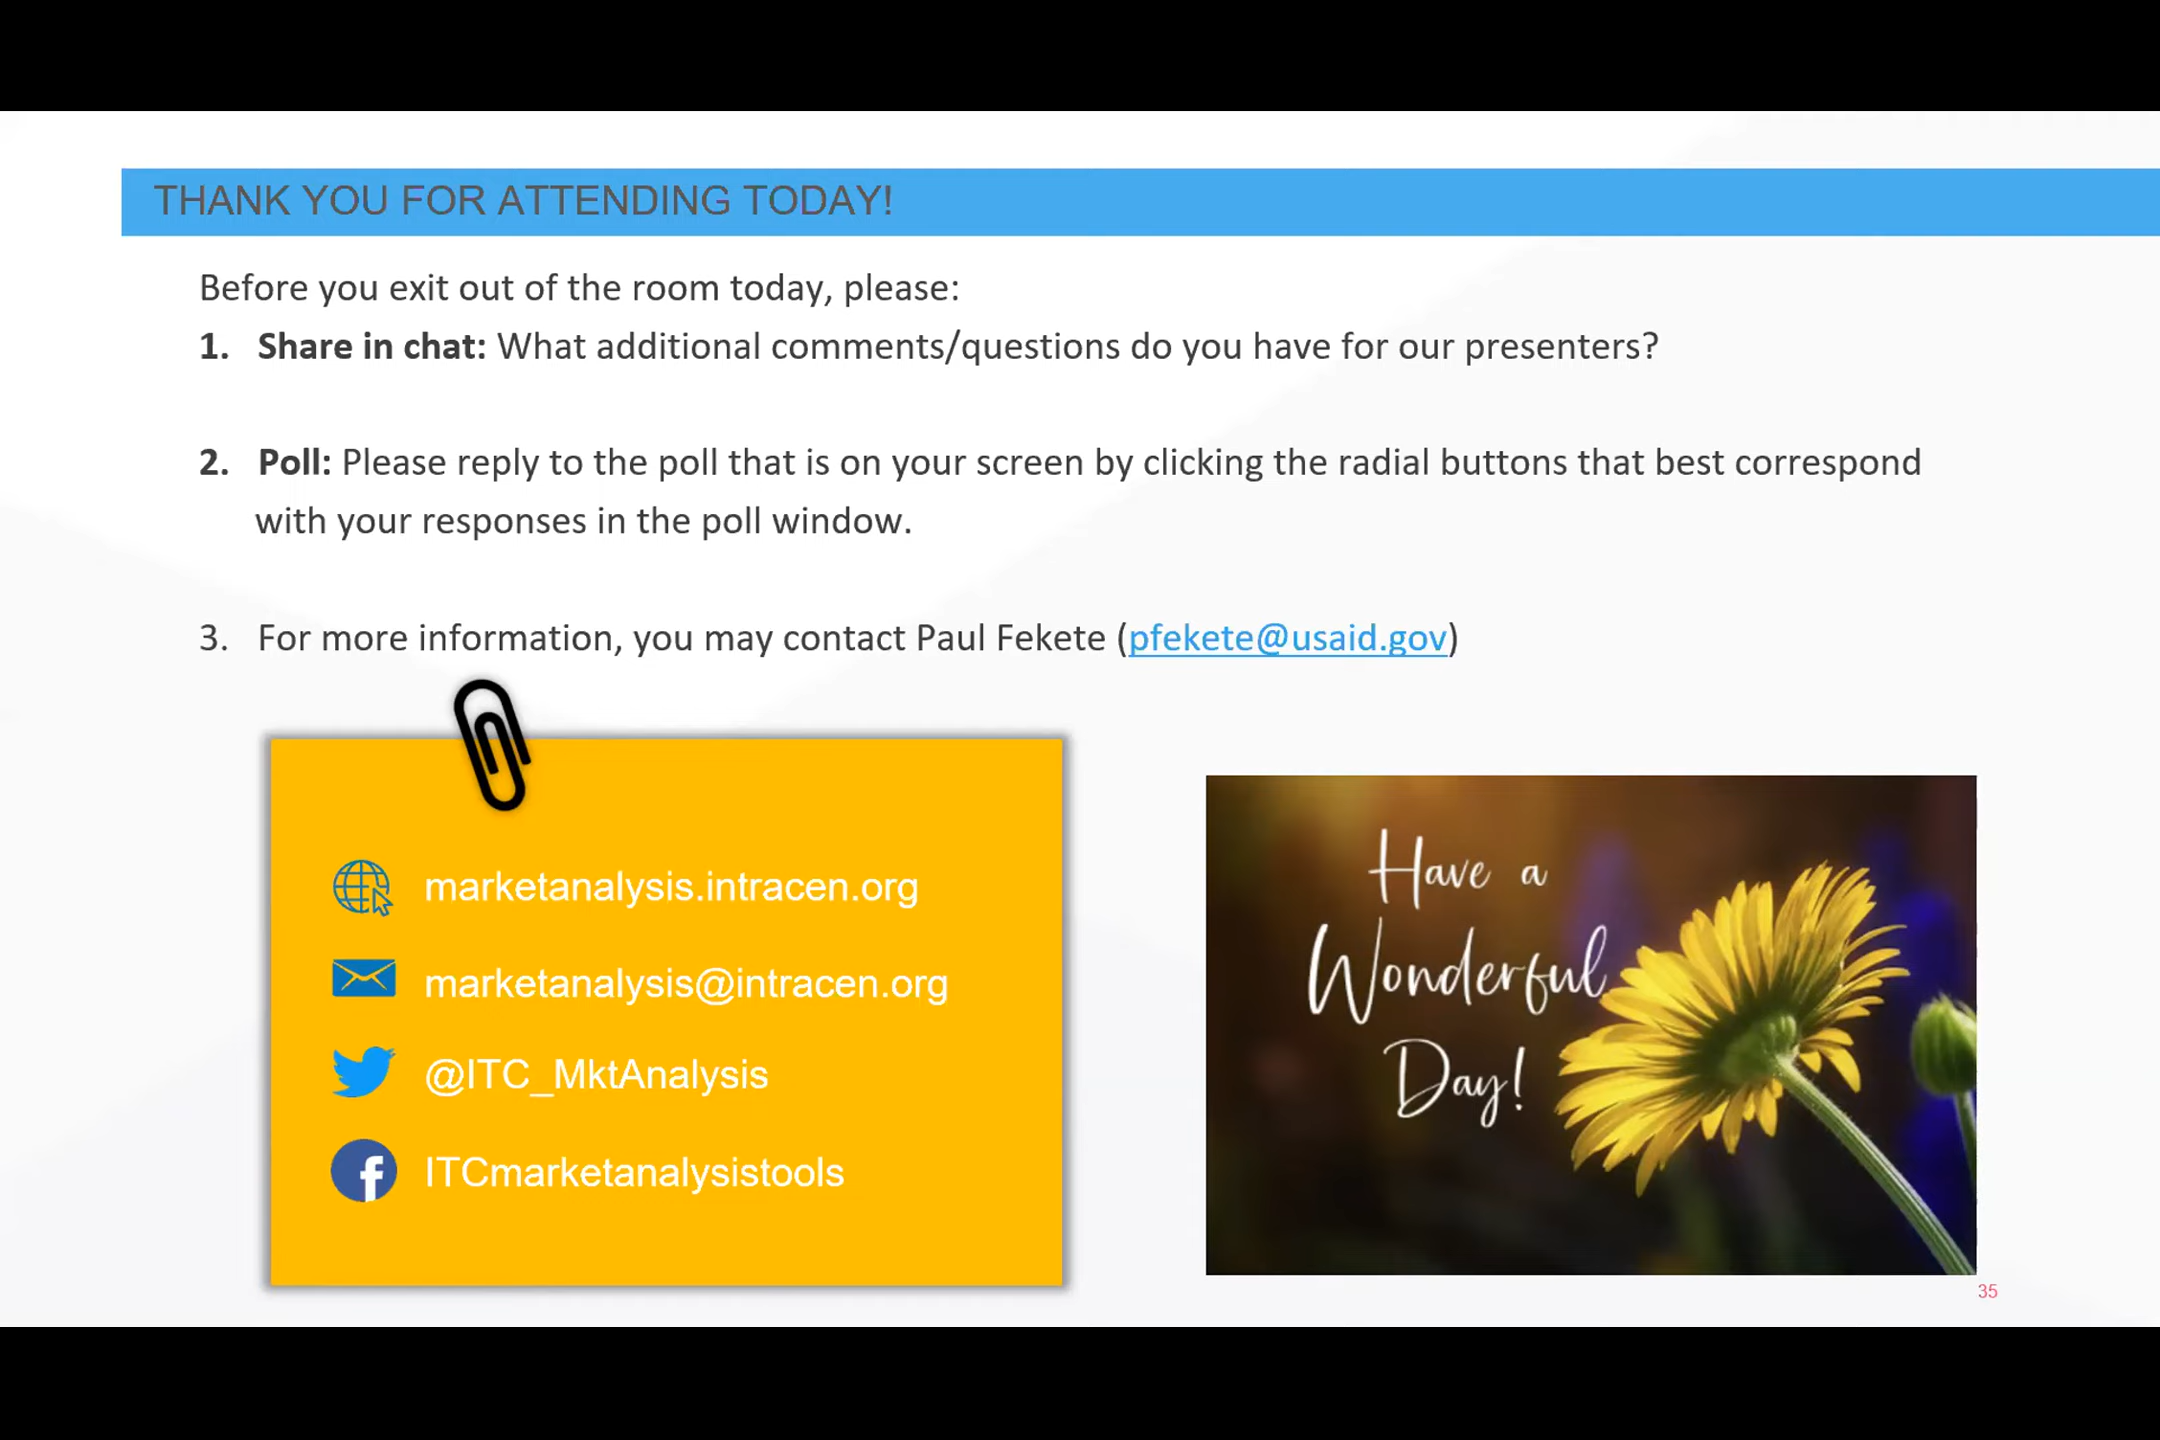 THANK YOU FOR ATTENDING TODAY!
Before you exit out of the room today, please:
1. Share in chat: What additional comments/questions do you have for our presenters?
2. Poll: Please reply to the poll that is on your screen by clicking the radial buttons that best correspond
with your responses in the poll window.
3. For more information, you may contact Paul Fekete (pfekete@usaid.gov)
marketanalysis.intracen.org
marketanalysis@intracen.org
@ITC_MktAnalysis
f ITCmarketanalysistools
Have a
Wonderful
Day!
35